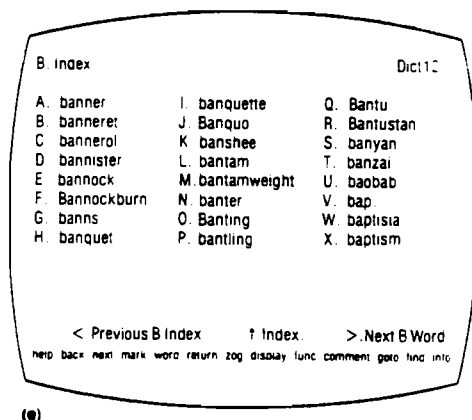 B. Index Dict12
A. banner I. banquette Q. Bantu
B. banneret J. Banquo R. Bantustan
C bannerol K banshee S. banyan
D bannister L. bantam T. banzai
E bannock M. bantamweight U. baobab
F. Bannockburn N. banter V. bap.
G. banns O. Banting W. baptisia
H. banquet P. bantling X. baptism
< Previous B Index ↑ Index. >. Next B Word
help back next mark word return zog display func comment goto find info
(e)